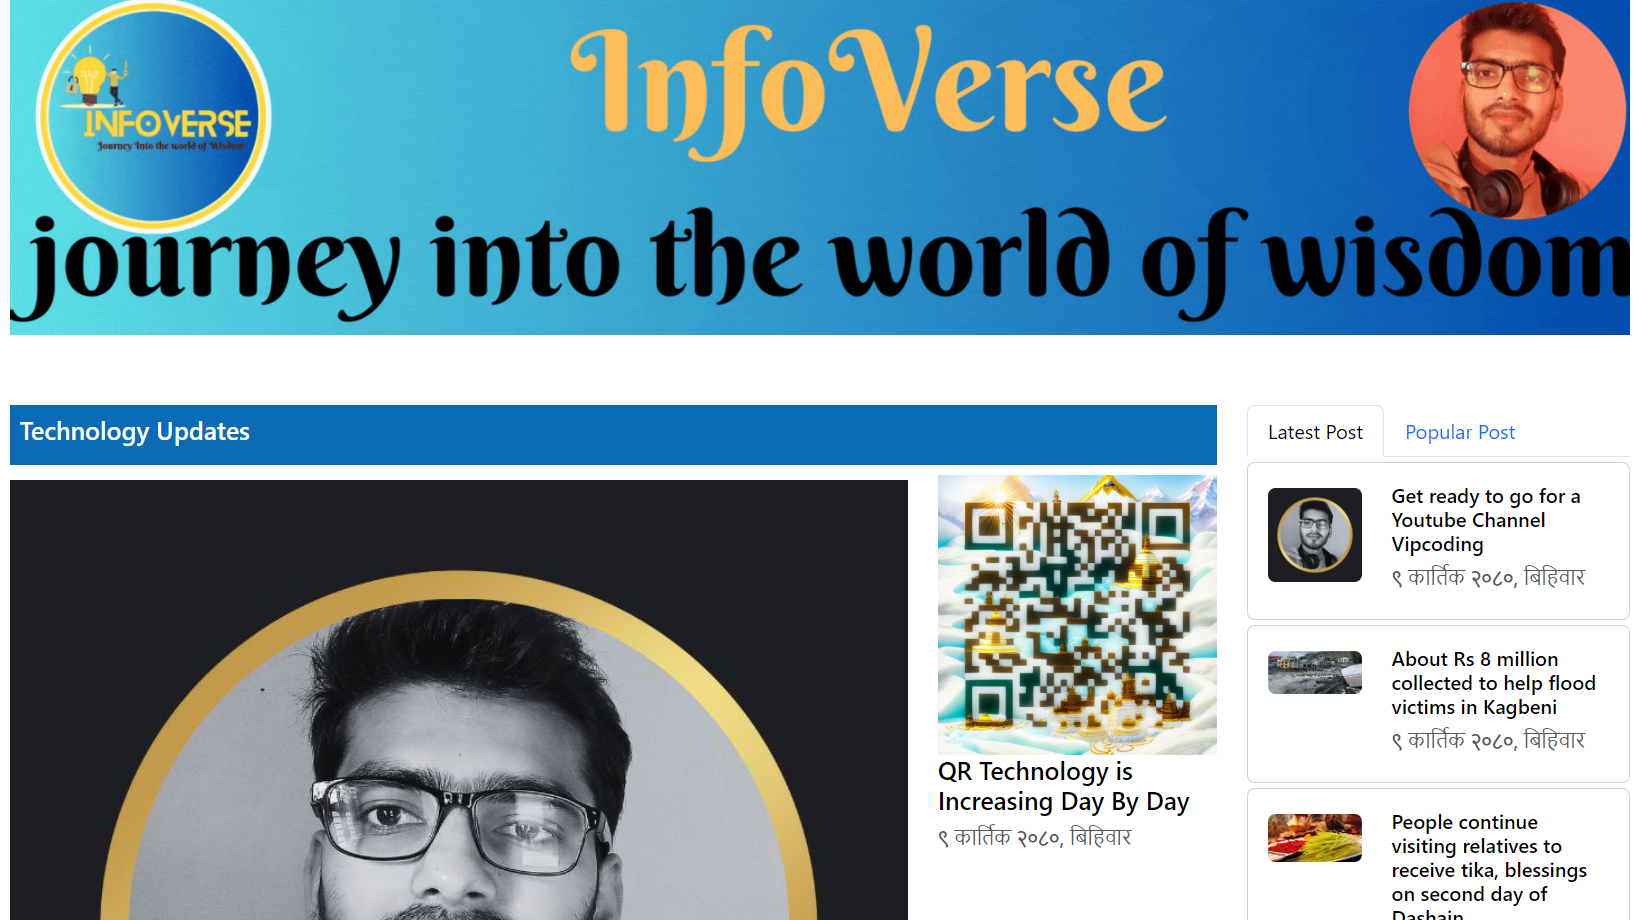 INFOVERSE
Journey Into the world of Wisdom
InfoVerse
journey into the world of wisdom
Technology Updates
QR Technology is
Increasing Day By Day
९ कार्तिक २०८०, बिहिवार
Latest Post
Popular Post
Get ready to go for a
Youtube Channel
Vipcoding
९ कार्तिक २०८०, बिहिवार
About Rs 8 million
collected to help flood
victims in Kagbeni
९ कार्तिक २०८०, बिहिवार
People continue
visiting relatives to
receive tika, blessings
on second day of
Dashain